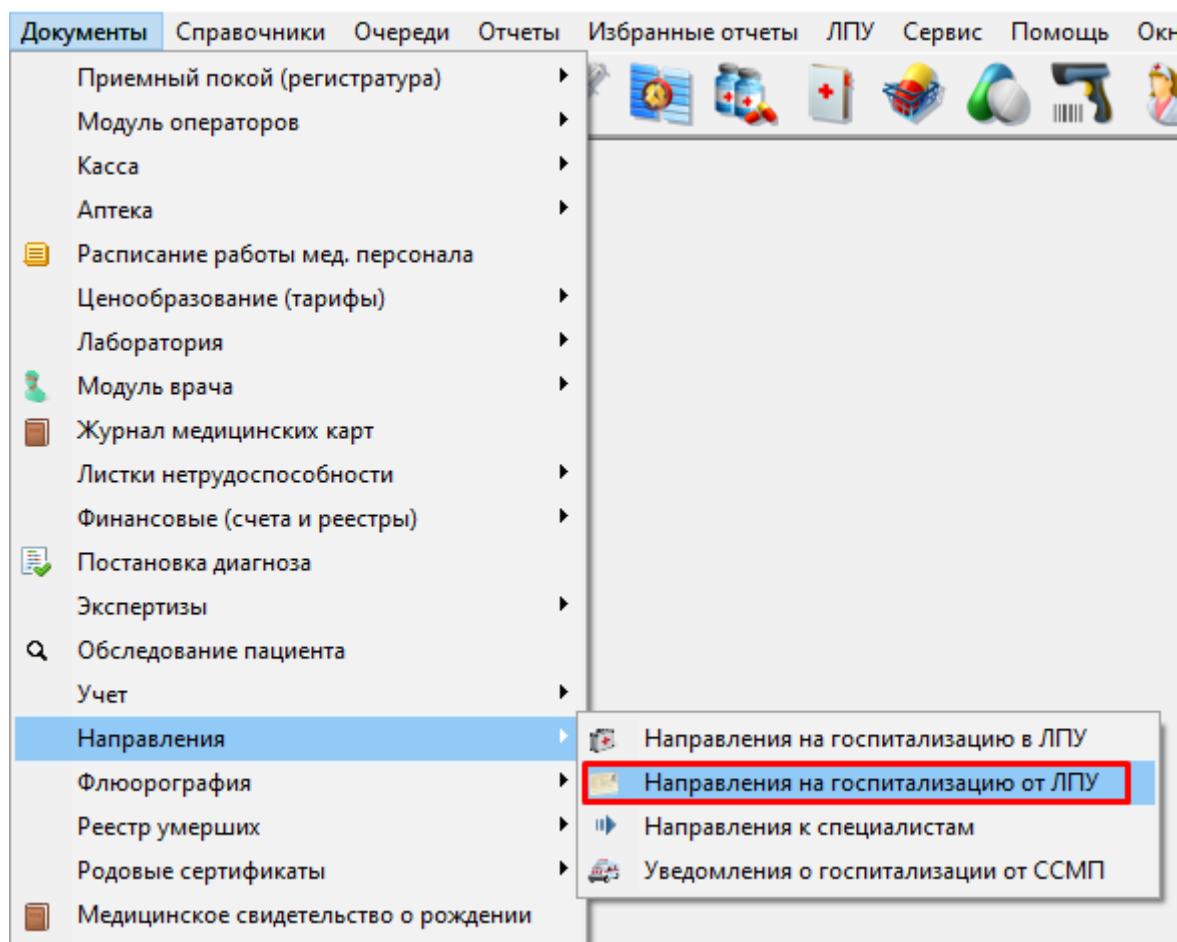 Документы Справочники Очереди Отчеты Избранные отчеты ЛПУ Сервис Помощь
Приемный покой (регистратура)
Модуль операторов
Касса
Аптека
Расписание работы мед. персонала
Ценообразование (тарифы)
Лаборатория
Модуль врача
Журнал медицинских карт
Листки нетрудоспособности
Финансовые (счета и реестры)
Постановка диагноза
Экспертизы
Обследование пациента
Учет
Направления
Флюорография
Реестр умерших
Родовые сертификаты
Медицинское свидетельство о рождении
Направления на госпитализацию в ЛПУ
Направления на госпитализацию от ЛПУ
Направления к специалистам
Уведомления о госпитализации от ССМП